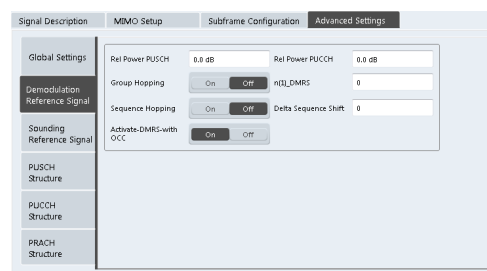 Signal Description MIMO Setup Subframe Configuration Advanced Settings
Global Settings
Demodulation
Reference Signal
Sounding
Reference Signal
PUSCH
Structure
PUCCH
Structure
PRACH
Structure
Rel Power PUSCH 0.0 dB Rel Power PUCCH 0.0 dB
Group Hopping On Off n(1)_DMRS 0
Sequence Hopping On Off Delta Sequence Shift 0
Activate-DMRS-with
OCC On Off